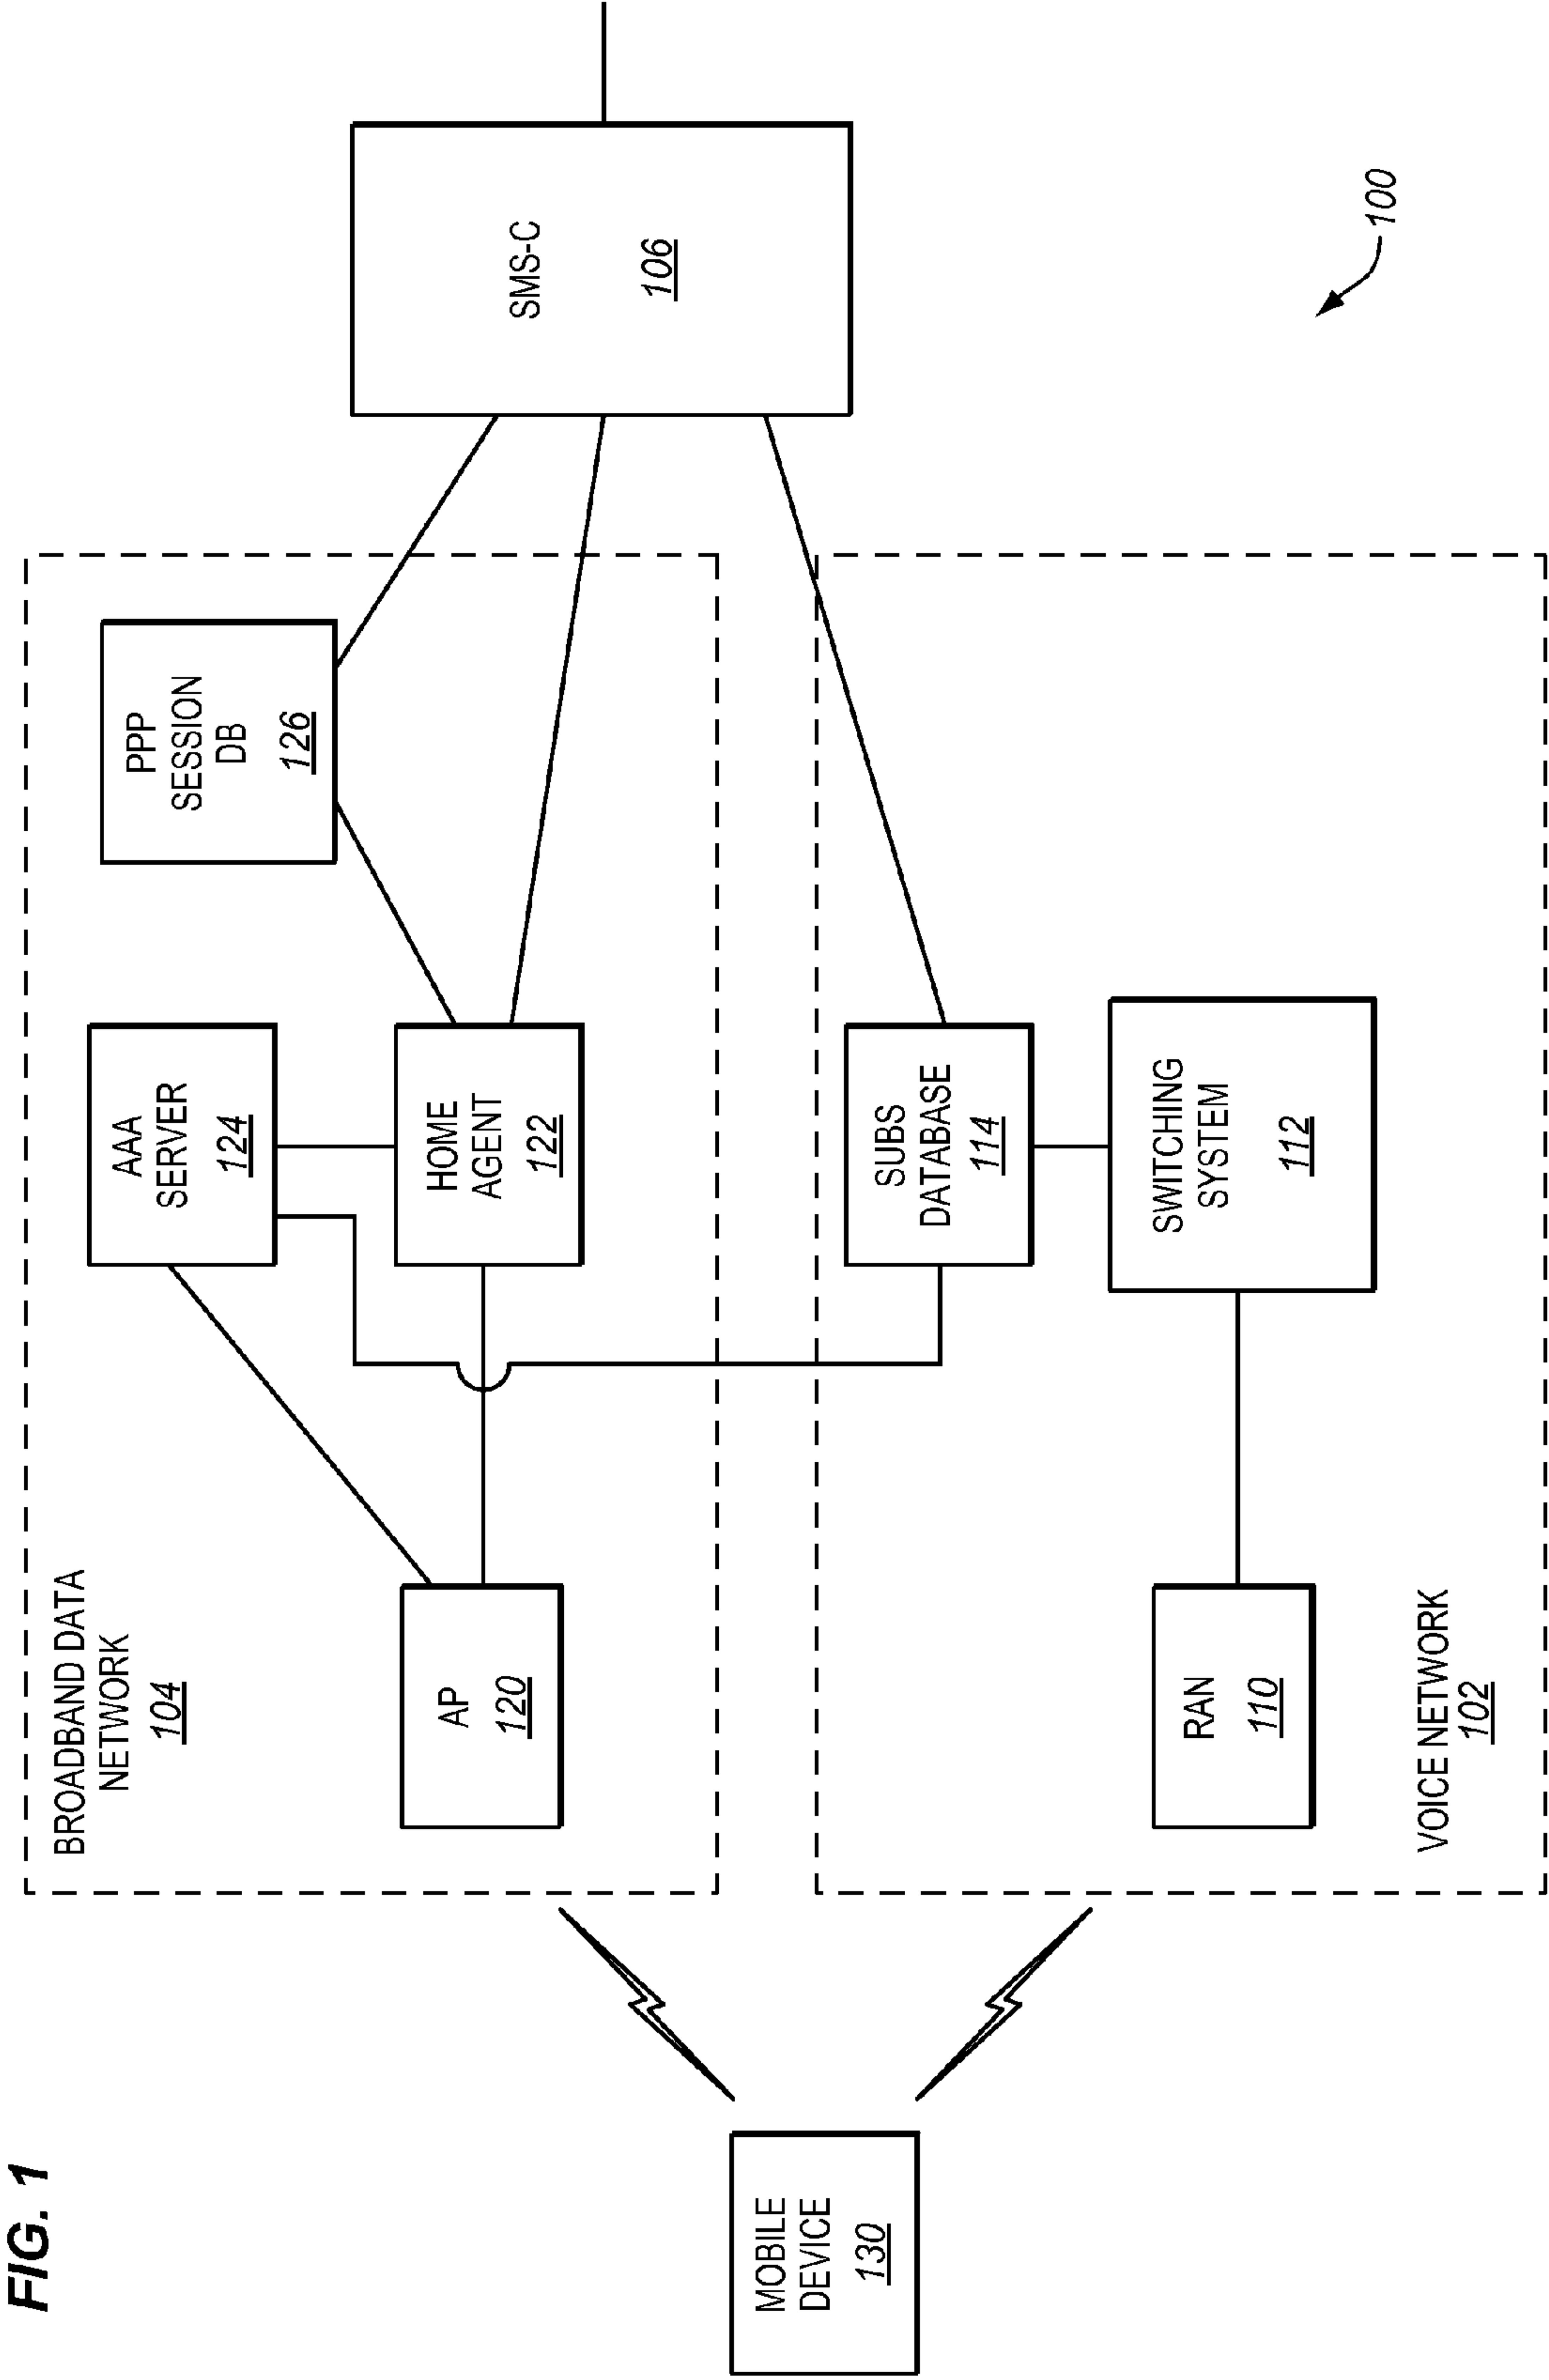 FIG. 1
BROADBAND DATA
NETWORK
104
AAA
SERVER
124
PPP
SESSION
DB
126
AP
120
HOME
AGENT
122
SMS-C
106
MOBILE
DEVICE
130
SUBS
DATABASE
114
RAN
110
SWITCHING
SYSTEM
112
VOICE NETWORK
102
100